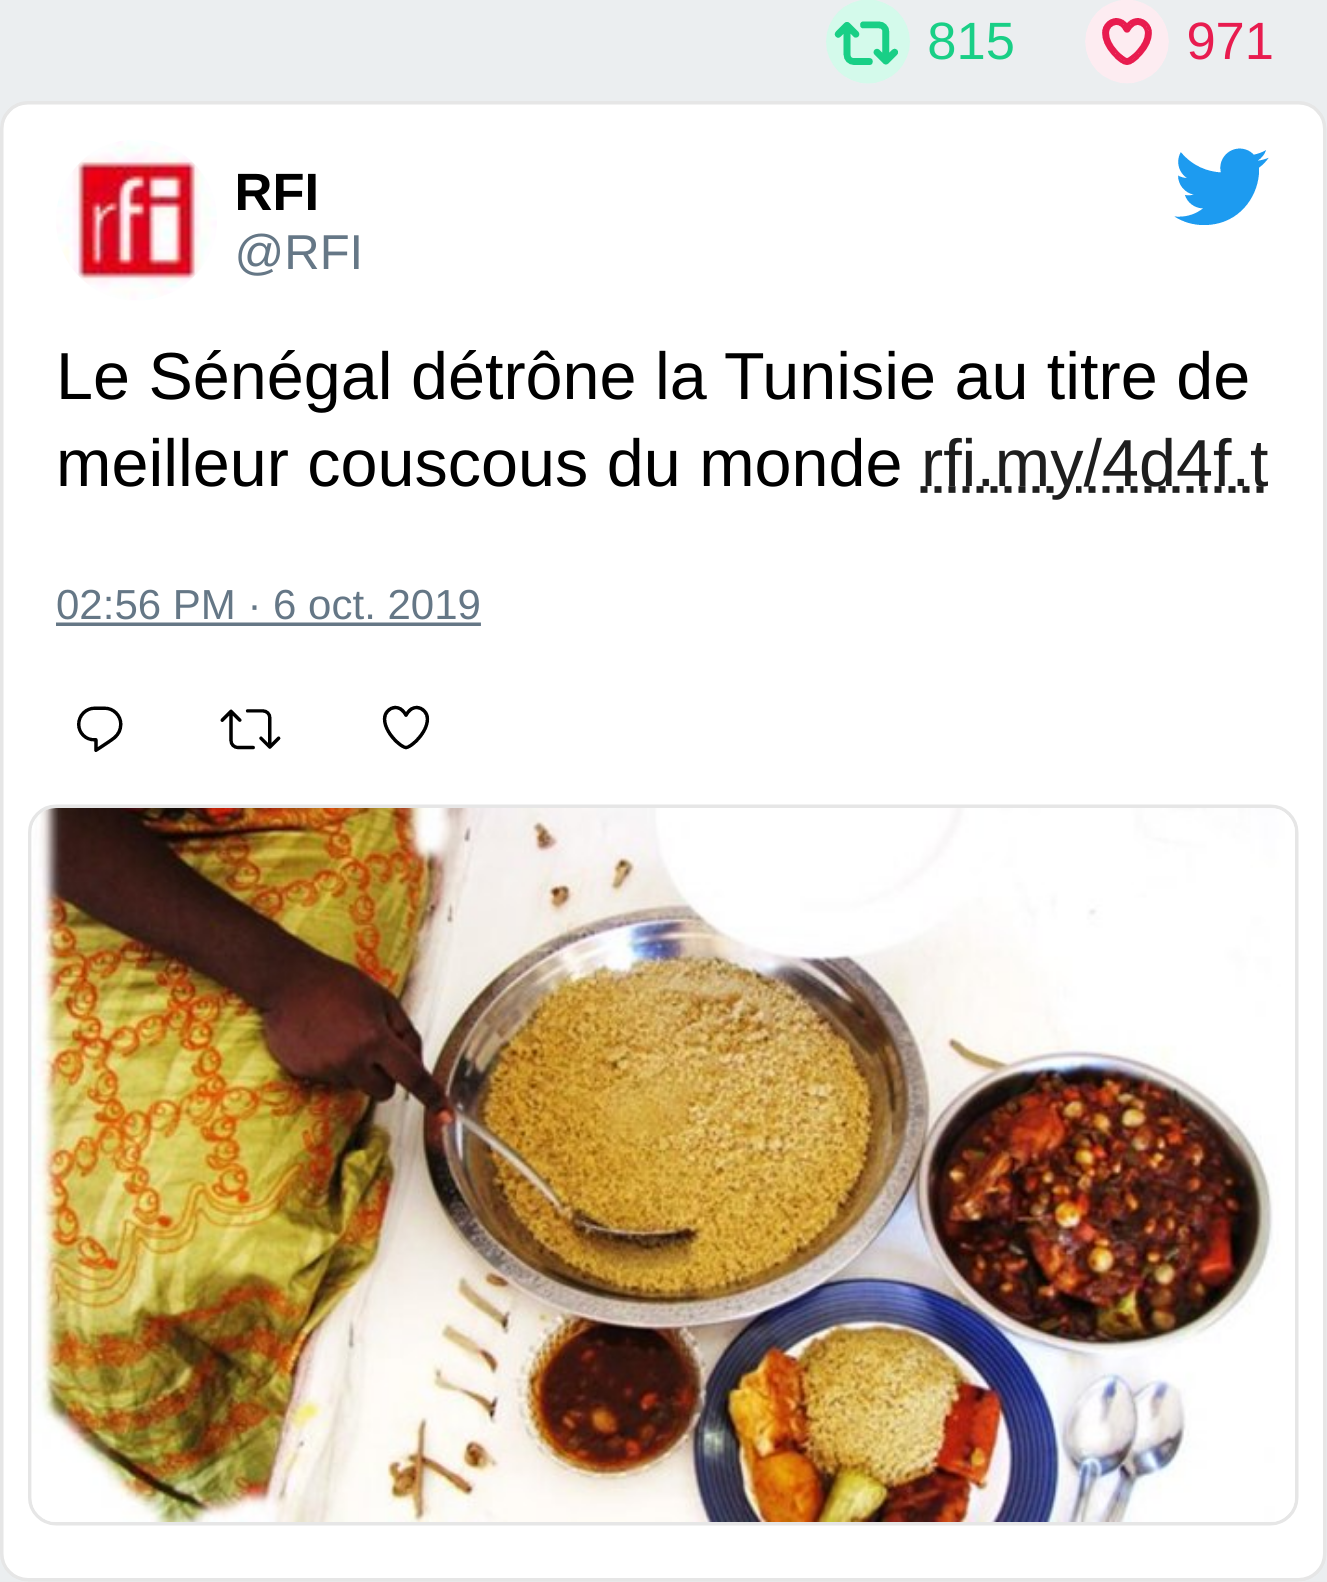 815 971
rfi
RFI
@RFI
Le Sénégal détrône la Tunisie au titre de
meilleur couscous du monde rfi.my/4d4f.t
02:56 PM · 6 oct. 2019